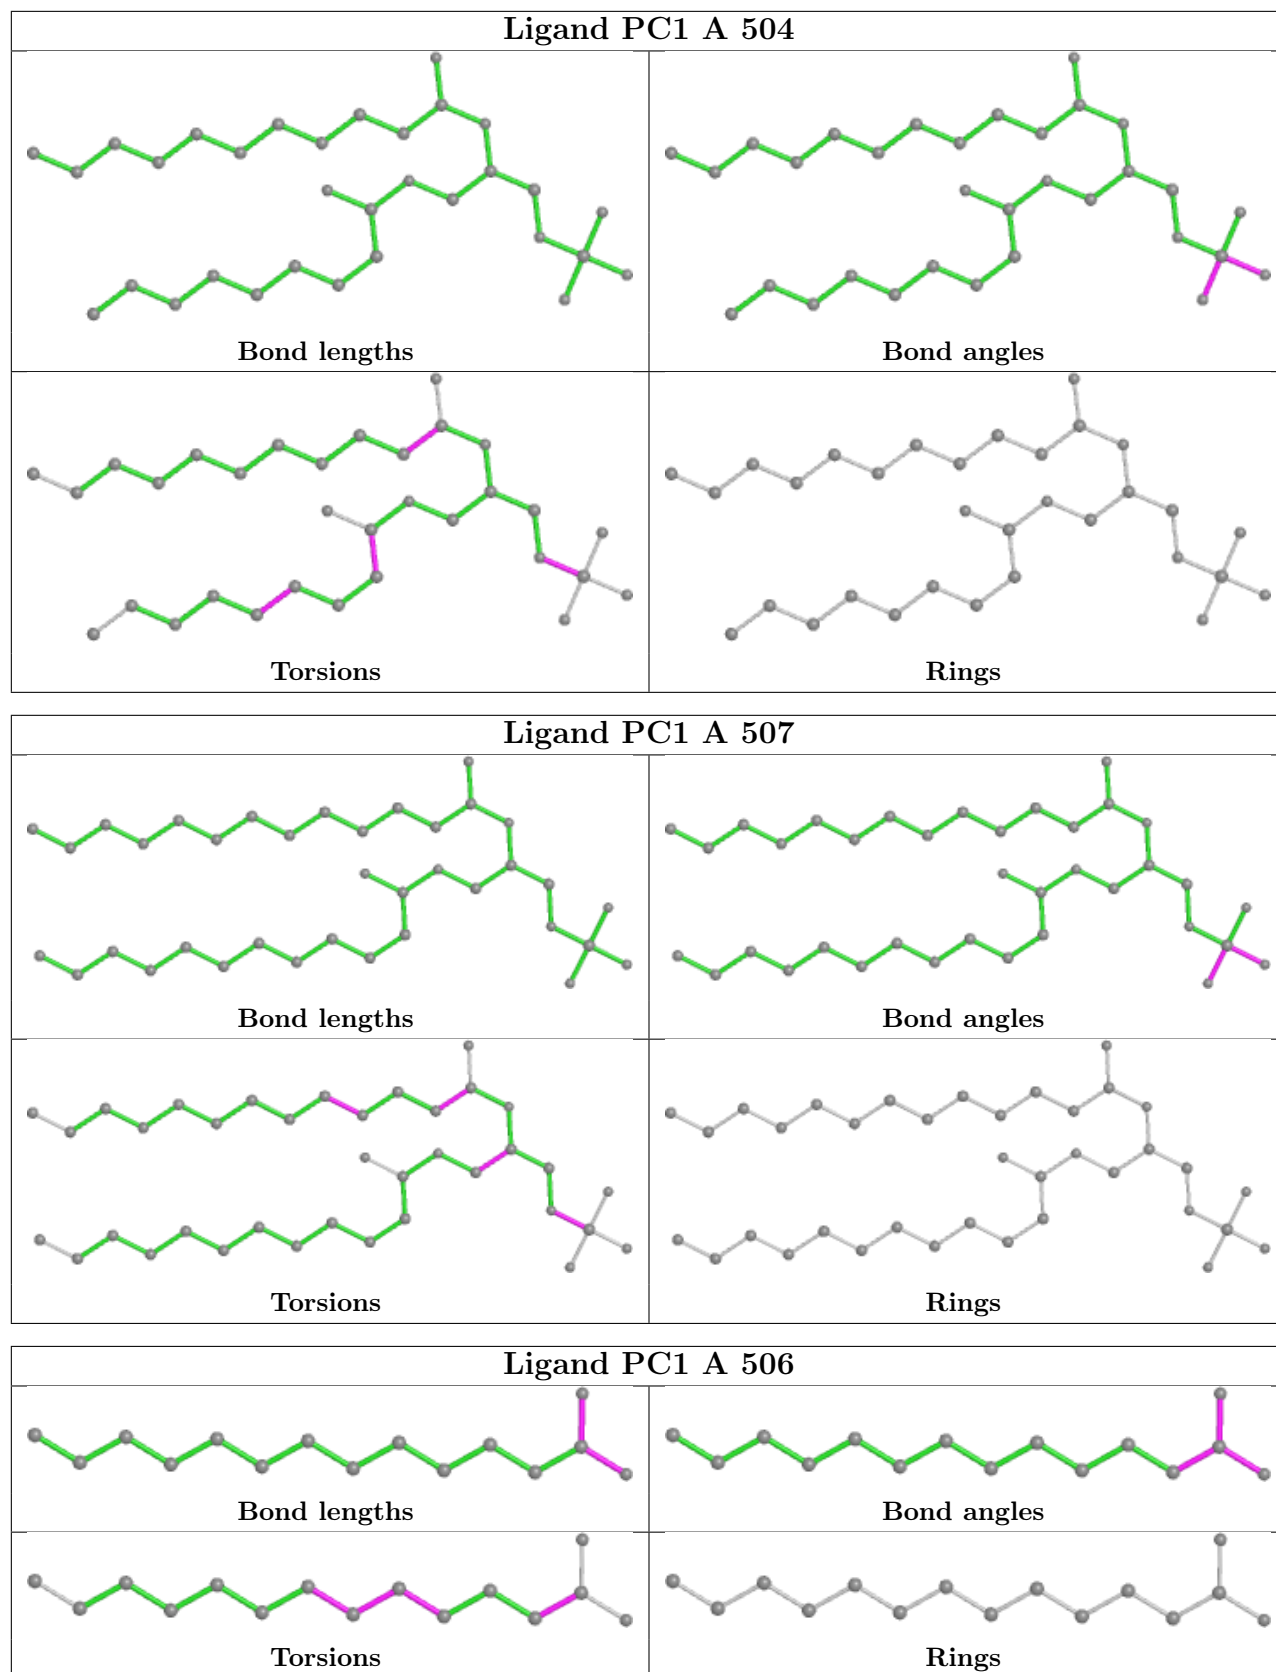 Ligand PC1 A 504
Bond lengths
Bond angles
Torsions
Rings
Ligand PC1 A 507
Bond lengths
Bond angles
Torsions
Rings
Ligand PC1 A 506
Bond lengths
Bond angles
Torsions
Rings